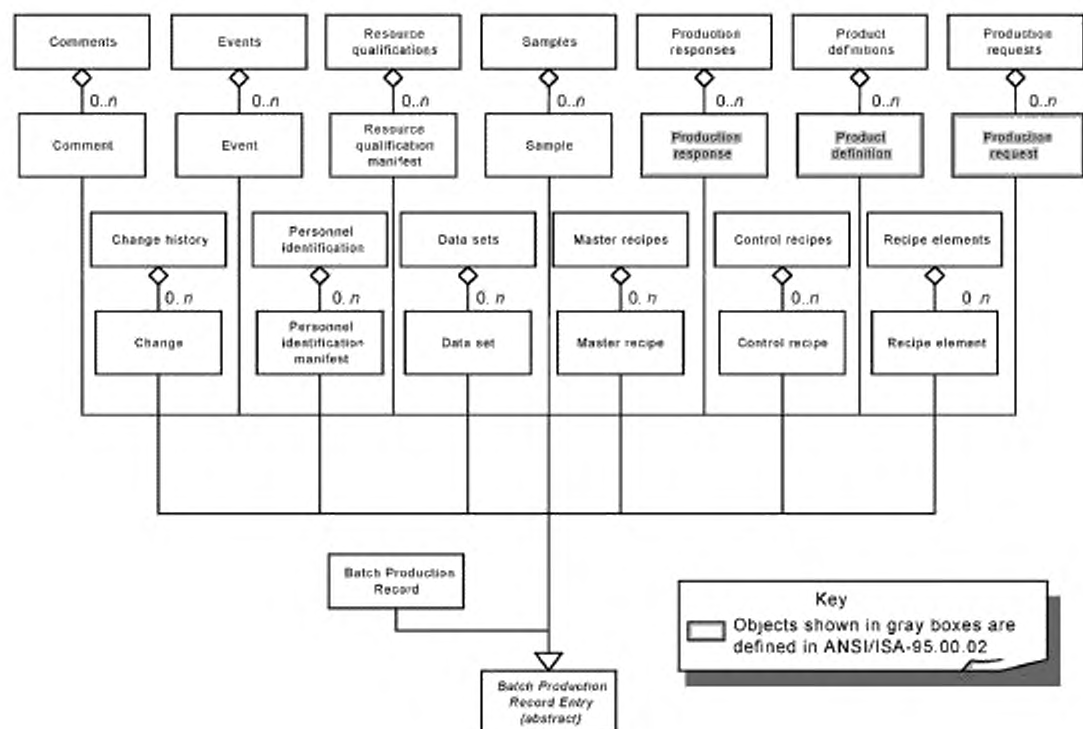 Comments
Events
Resource
qualifications
Samples
Production
responses
Product
definitions
Production
requests
0..n
0..n
0..n
0..n
0..n
0..n
0..n
Comment
Event
Resource
qualification
manifest
Sample
Production
response
Product
definition
Production
request
Change history
Personnel
identification
Data sets
Master recipes
Control recipes
Recipe elements
0..n
0..n
0..n
0..n
0..n
0..n
Change
Personnel
identification
manifest
Data set
Master recipe
Control recipe
Recipe element
Batch Production
Record
Key
Objects shown in gray boxes are
defined in ANSI/ISA-95.00.02
Batch Production
Record Entry
(abstract)